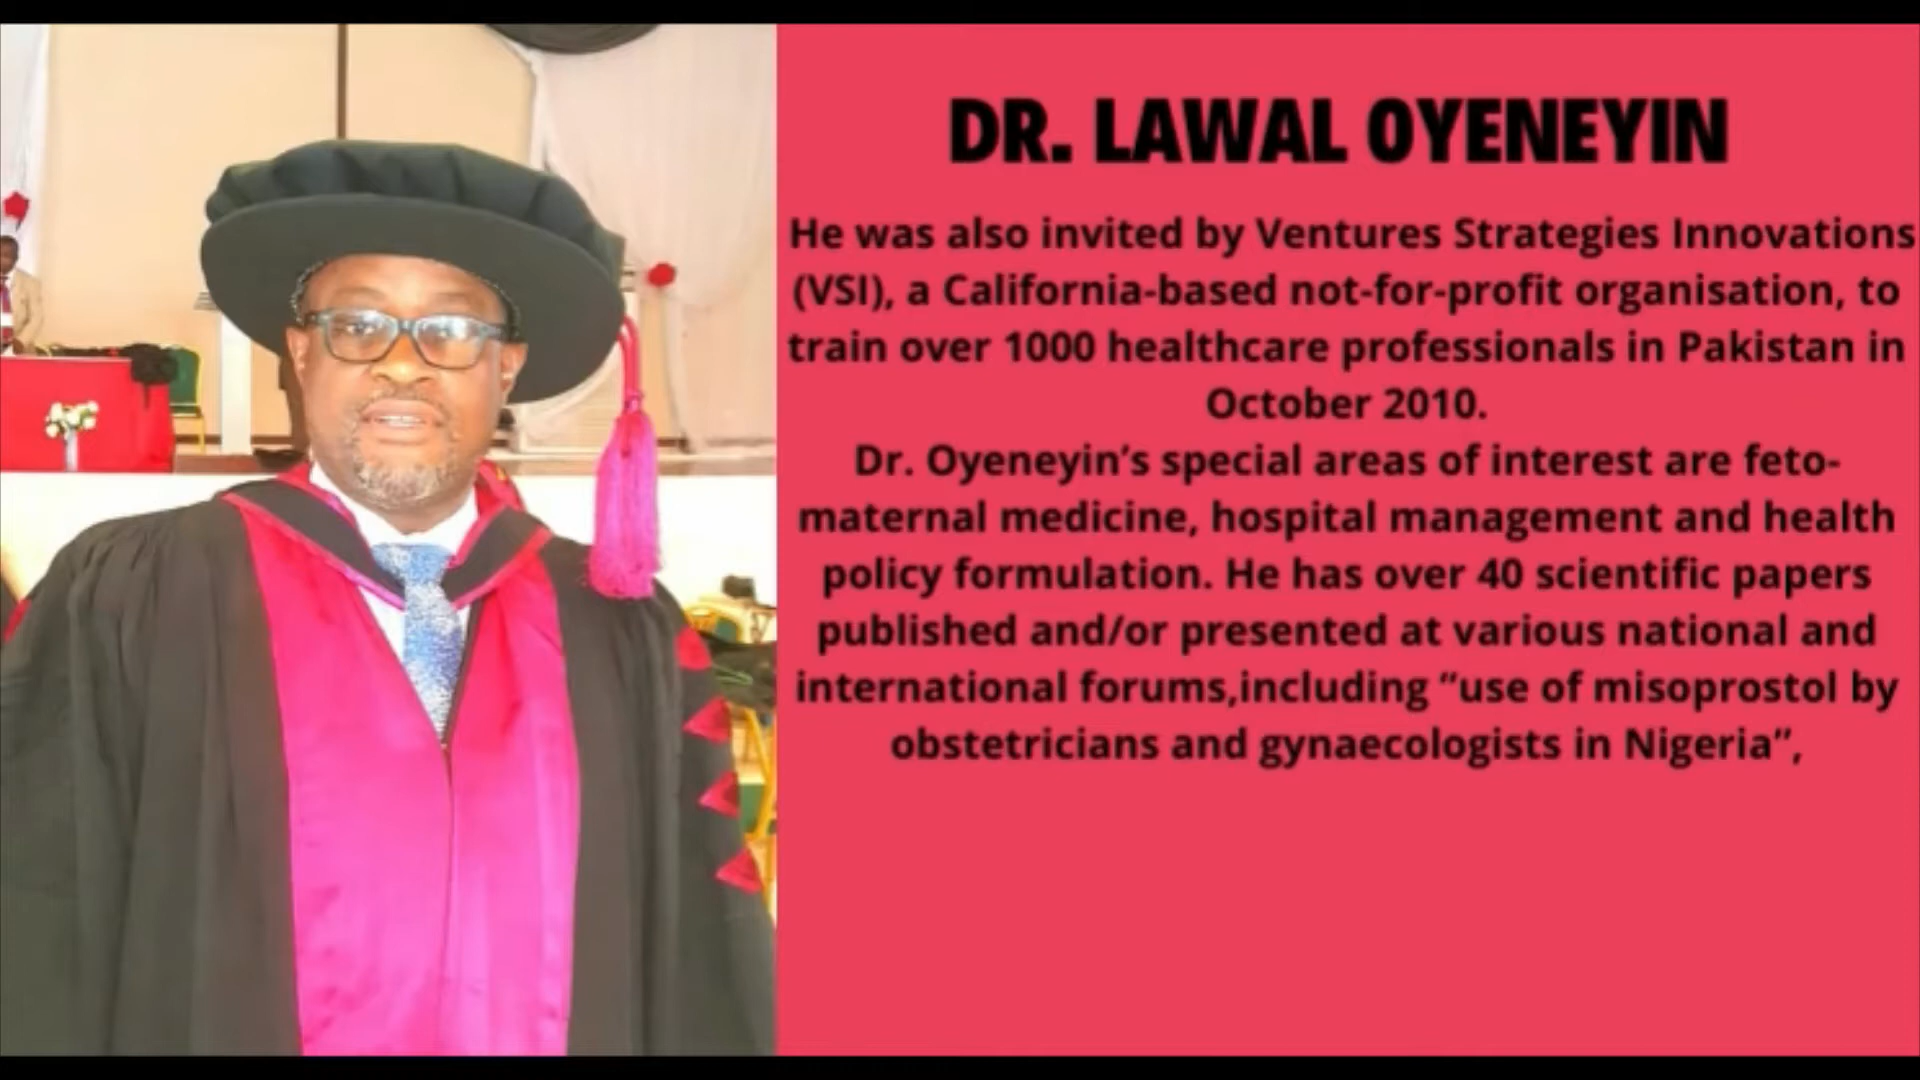 DR. LAWAL OYENEYIN
He was also invited by Ventures Strategies Innovations
(VSI), a California-based not-for-profit organisation, to
train over 1000 healthcare professionals in Pakistan in
October 2010.
Dr. Oyeneyin’s special areas of interest are feto-
maternal medicine, hospital management and health
policy formulation. He has over 40 scientific papers
published and/or presented at various national and
international forums,including “use of misoprostol by
obstetricians and gynaecologists in Nigeria”,